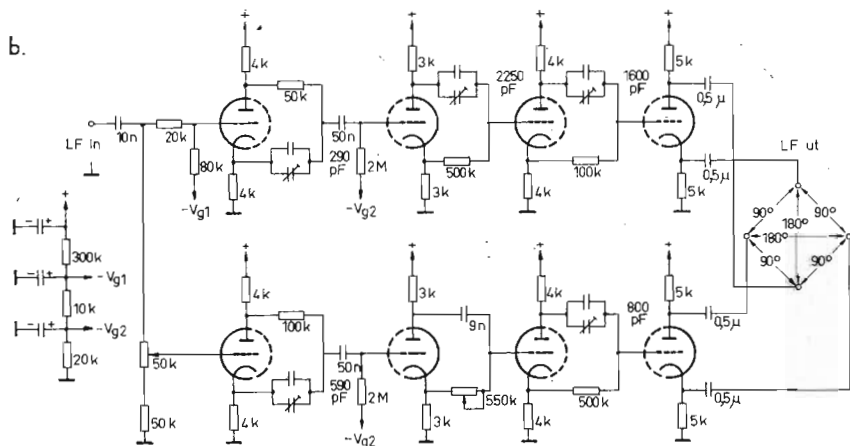 b.
+
+
+
+
4k
3k
4k
5k
50k
2250 pF
1600 pF
0,5μ
LF in
10n
20k
80k
-Vg1
4k
290 pF
50n
2M
-Vg2
500k
3k
100k
4k
0,5μ
5k
LF ut
90°
90°
180°
180°
90°
90°
+
- +
300k
- +
-Vg1
10k
- +
-Vg2
20k
50k
50k
+
+
+
+
4k
3k
4k
5k
100k
9n
800 pF
0,5μ
590 pF
50n
2M
-Vg2
550k
500k
0,5μ
4k
3k
4k
5k